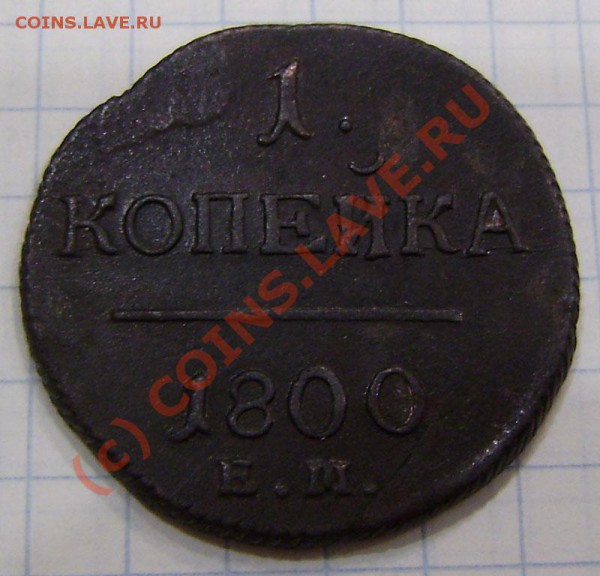 COINS.LAVE.RU
1.
КОПЕЙКА
1800
Е.М.
(c) COINS.LAVE.RU